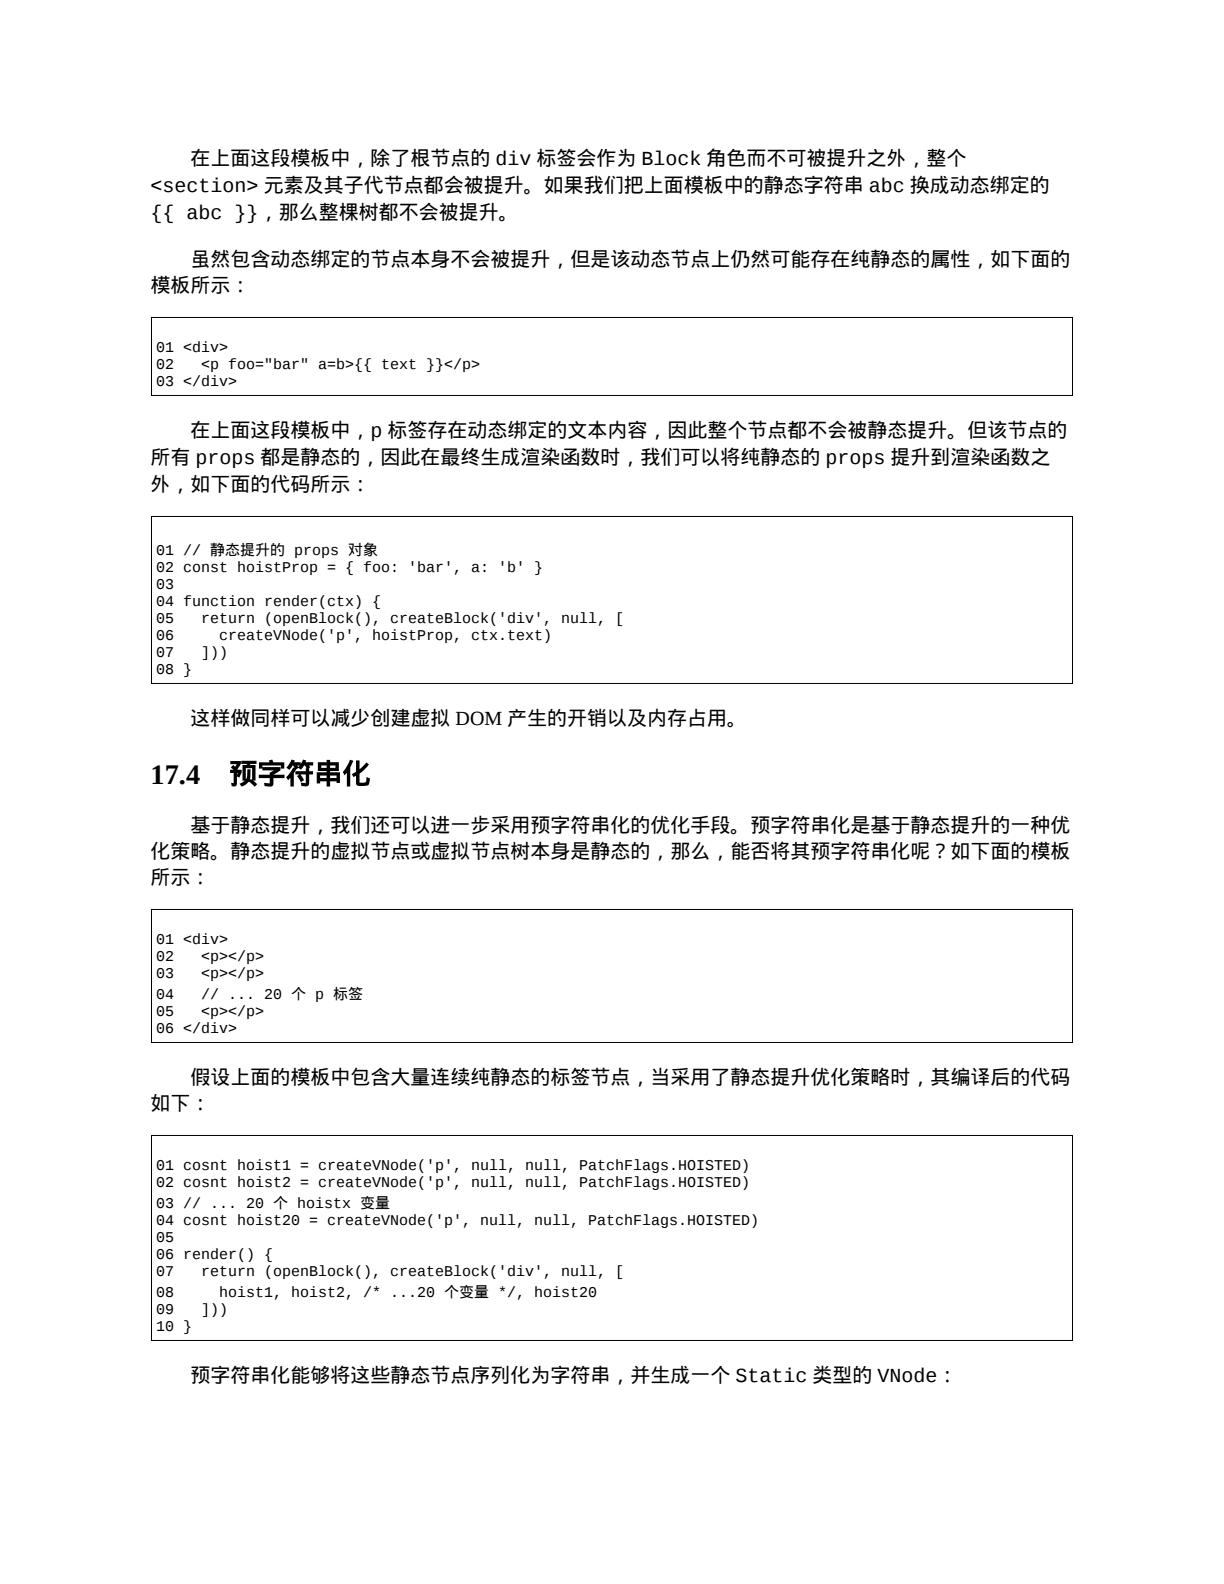 在上面这段模板中，除了根节点的 div 标签会作为 Block 角色而不可被提升之外，整个
<section> 元素及其子代节点都会被提升。如果我们把上面模板中的静态字符串 abc 换成动态绑定的
{{ abc }}，那么整棵树都不会被提升。
虽然包含动态绑定的节点本身不会被提升，但是该动态节点上仍然可能存在纯静态的属性，如下面的
模板所示：
01 <div>
02   <p foo="bar" a=b>{{ text }}</p>
03 </div>
在上面这段模板中，p 标签存在动态绑定的文本内容，因此整个节点都不会被静态提升。但该节点的
所有 props 都是静态的，因此在最终生成渲染函数时，我们可以将纯静态的 props 提升到渲染函数之
外，如下面的代码所示：
01 // 静态提升的 props 对象
02 const hoistProp = { foo: 'bar', a: 'b' }
03
04 function render(ctx) {
05   return (openBlock(), createBlock('div', null, [
06     createVNode('p', hoistProp, ctx.text)
07   ]))
08 }
这样做同样可以减少创建虚拟 DOM 产生的开销以及内存占用。
17.4 预字符串化
基于静态提升，我们还可以进一步采用预字符串化的优化手段。预字符串化是基于静态提升的一种优
化策略。静态提升的虚拟节点或虚拟节点树本身是静态的，那么，能否将其预字符串化呢？如下面的模板
所示：
01 <div>
02   <p></p>
03   <p></p>
04   // ... 20 个 p 标签
05   <p></p>
06 </div>
假设上面的模板中包含大量连续纯静态的标签节点，当采用了静态提升优化策略时，其编译后的代码
如下：
01 cosnt hoist1 = createVNode('p', null, null, PatchFlags.HOISTED)
02 cosnt hoist2 = createVNode('p', null, null, PatchFlags.HOISTED)
03 // ... 20 个 hoistx 变量
04 cosnt hoist20 = createVNode('p', null, null, PatchFlags.HOISTED)
05
06 render() {
07   return (openBlock(), createBlock('div', null, [
08     hoist1, hoist2, /* ...20 个变量 */, hoist20
09   ]))
10 }
预字符串化能够将这些静态节点序列化为字符串，并生成一个 Static 类型的 VNode：